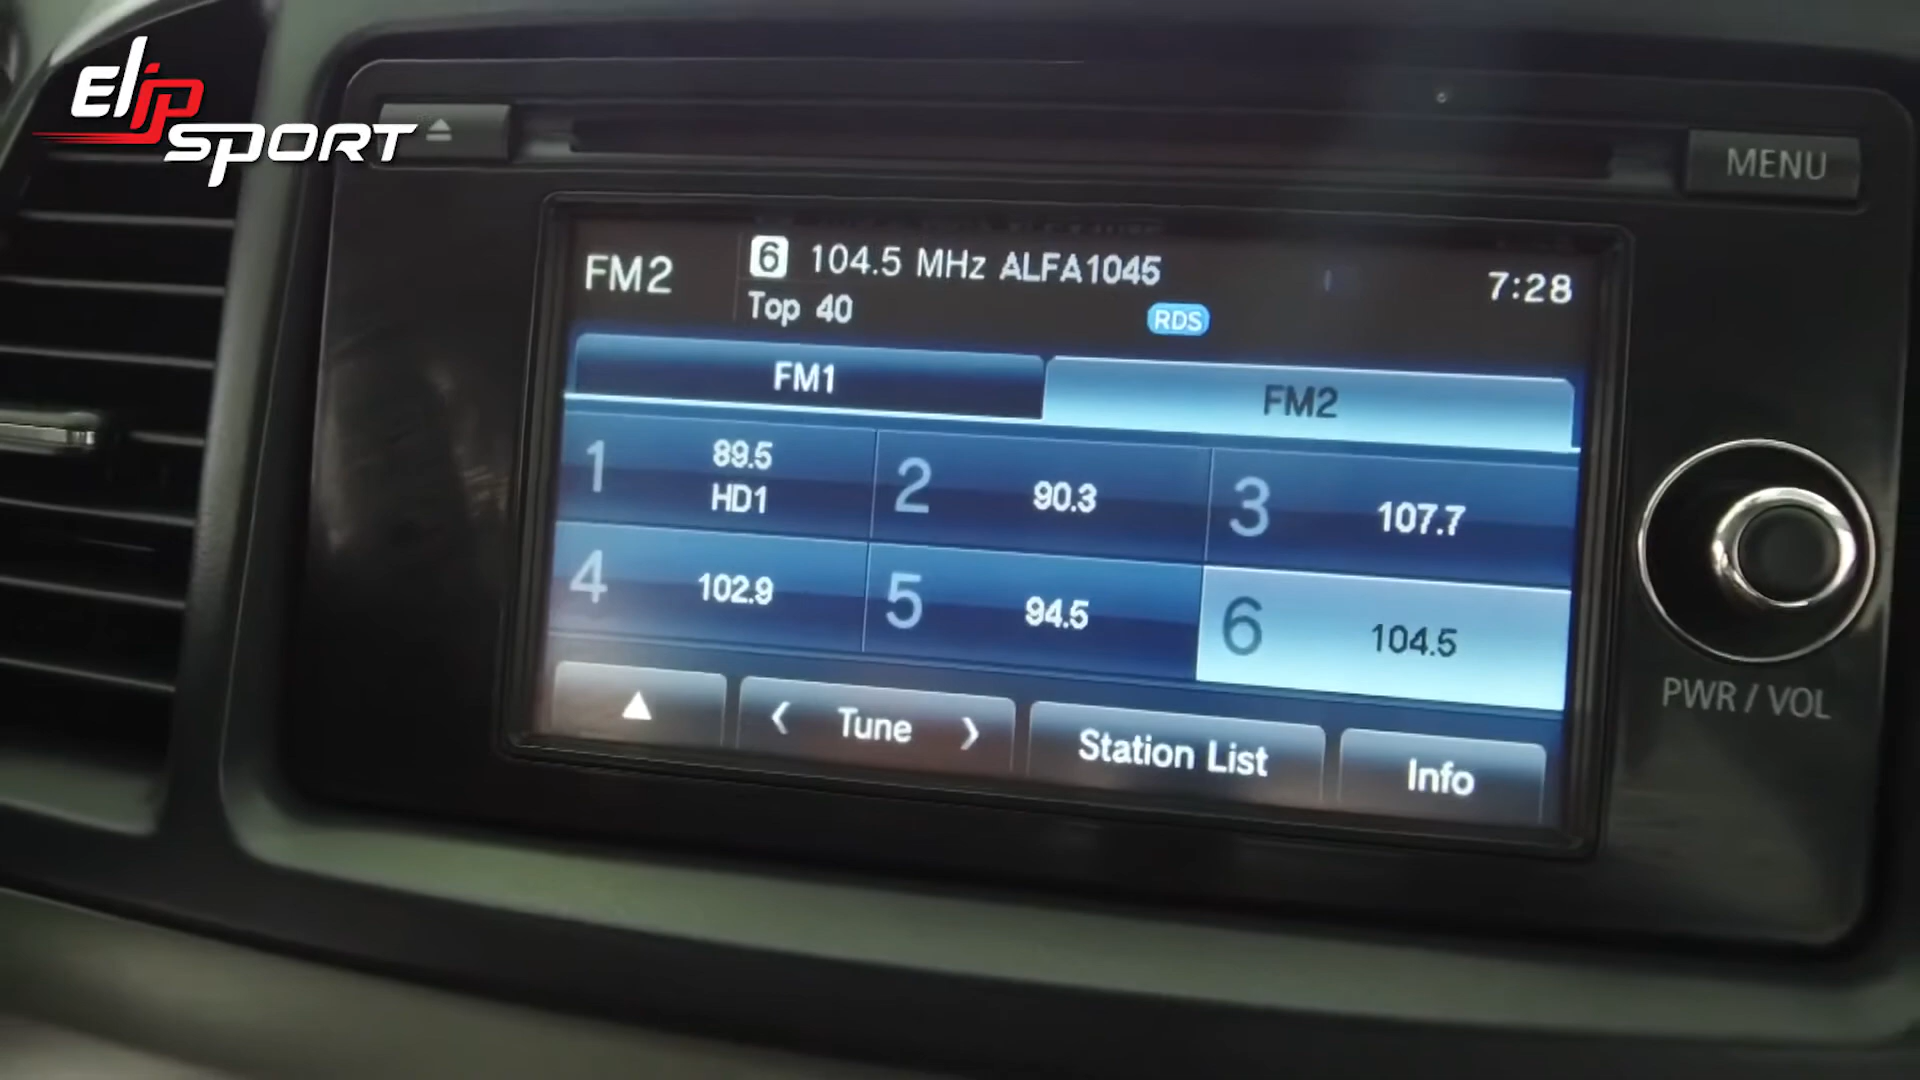 Elip
SPORT
MENU
FM2
6 104.5 MHz ALFA1045
Top 40
RDS
7:28
FM1
FM2
1 89.5
HD1
2 90.3
3 107.7
4 102.9
5 94.5
6 104.5
Tune
Station List
Info
PWR / VOL